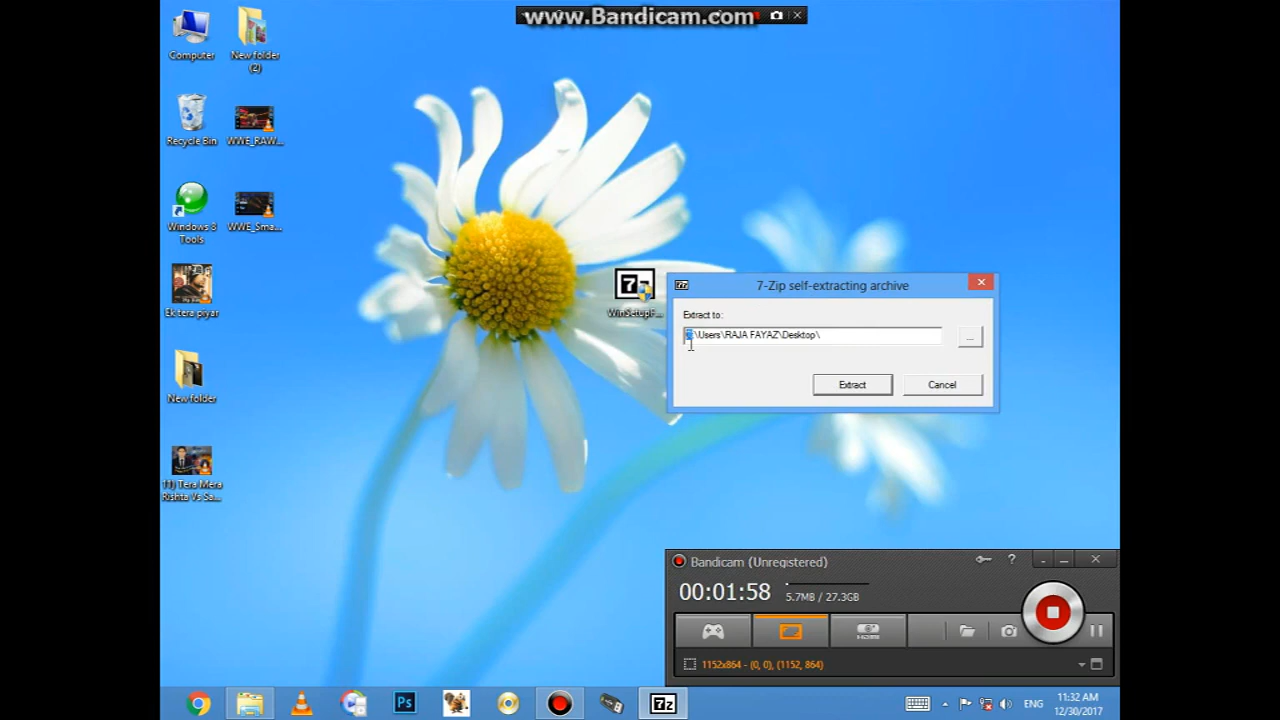 www.Bandicam.com
Computer
New folder
(2)
Recycle Bin
WWE_RAW...
Windows 8
Tools
WWE_Sma...
Ek tera piyar
WinSetupF...
New folder
11) Tera Mera
Rishta Vs Sa...
7-Zip self-extracting archive
Extract to:
\Users\RAJA FAYAZ\Desktop\
...
Extract
Cancel
Bandicam (Unregistered)
00:01:58
5.7MB / 27.3GB
1152x864 - (0, 0), (1152, 864)
Ps
7z
ENG
11:32 AM
12/30/2017